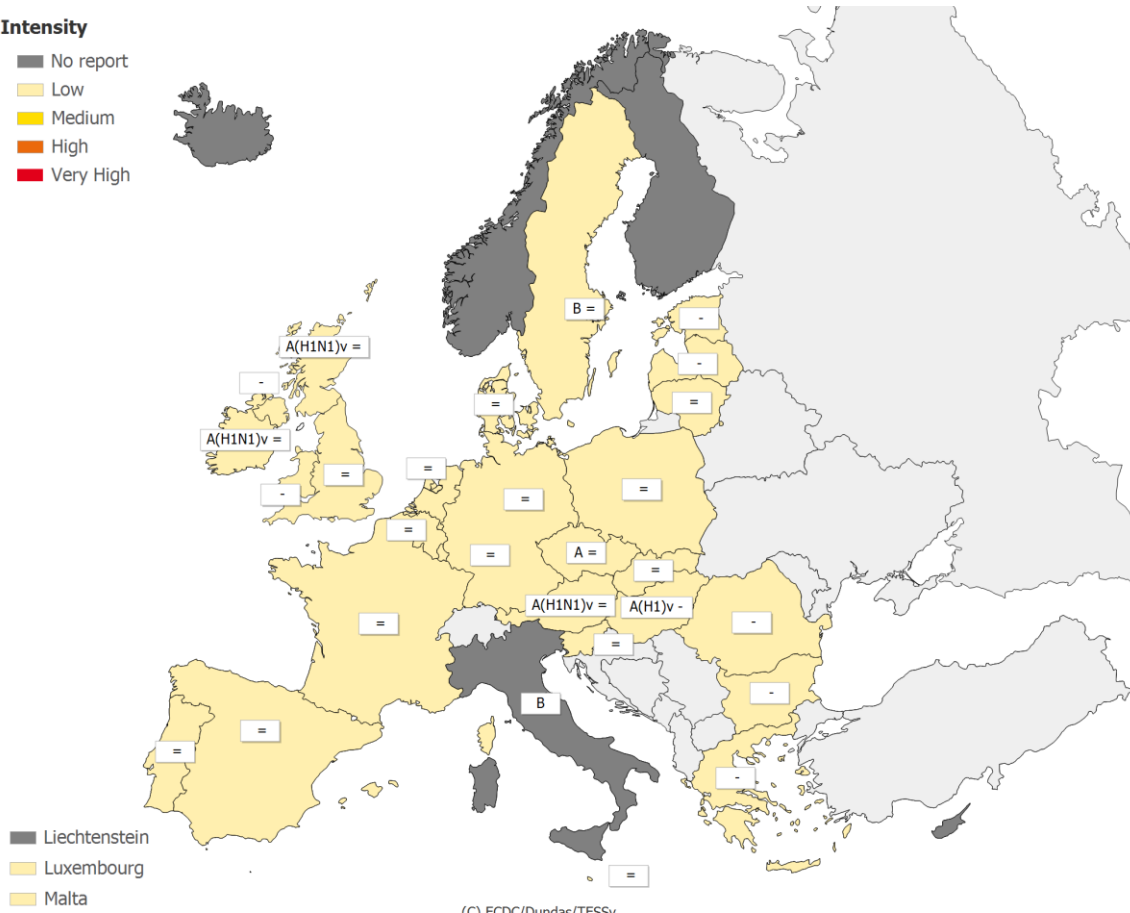 Intensity
No report
Low
Medium
High
Very High
B =
-
A(H1N1)v =
-
-
=
=
A(H1N1)v =
=
=
=
-
=
=
=
A =
=
=
A(H1N1)v =
A(H1)v -
=
-
=
-
B
=
=
-
Liechtenstein
Luxembourg
Malta
=
(C) ECDC/Dundas/TESSy